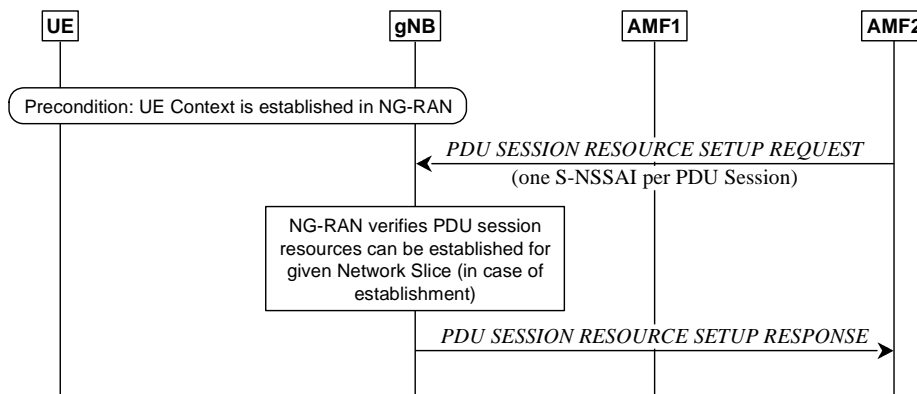 UE
gNB
AMF1
AMF2
Precondition: UE Context is established in NG-RAN
PDU SESSION RESOURCE SETUP REQUEST
(one S-NSSAI per PDU Session)
NG-RAN verifies PDU session
resources can be established for
given Network Slice (in case of
establishment)
PDU SESSION RESOURCE SETUP RESPONSE